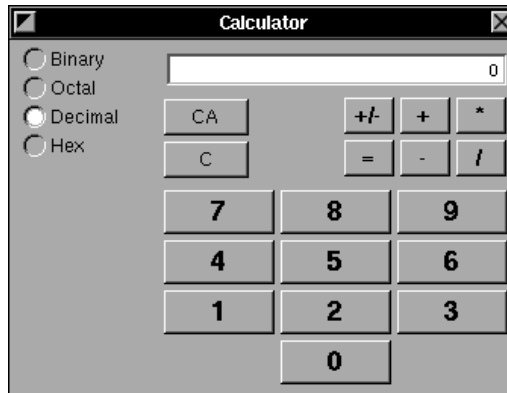 Calculator
Binary
Octal
Decimal
Hex
0
CA +/- + *
C = - /
7 8 9
4 5 6
1 2 3
0